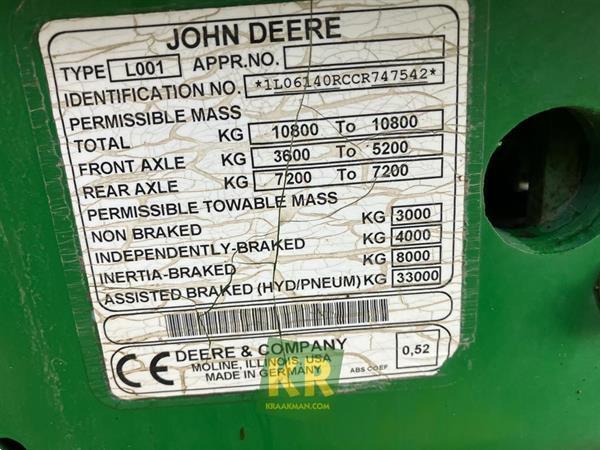 JOHN DEERE
TYPE L001 APPR.NO.
IDENTIFICATION NO. *1L06140RCCR747542*
PERMISSIBLE MASS
TOTAL KG 10800 To 10800
FRONT AXLE KG 3600 To 5200
REAR AXLE KG 7200 To 7200
PERMISSIBLE TOWABLE MASS
NON BRAKED KG 3000
INDEPENDENTLY-BRAKED KG 4000
INERTIA-BRAKED KG 8000
ASSISTED BRAKED (HYD/PNEUM) KG 33000
CE DEERE & COMPANY
MOLINE, ILLINOIS, USA
MADE IN GERMANY
ABS COEF 0,52
KR
KRAAKMAN.COM